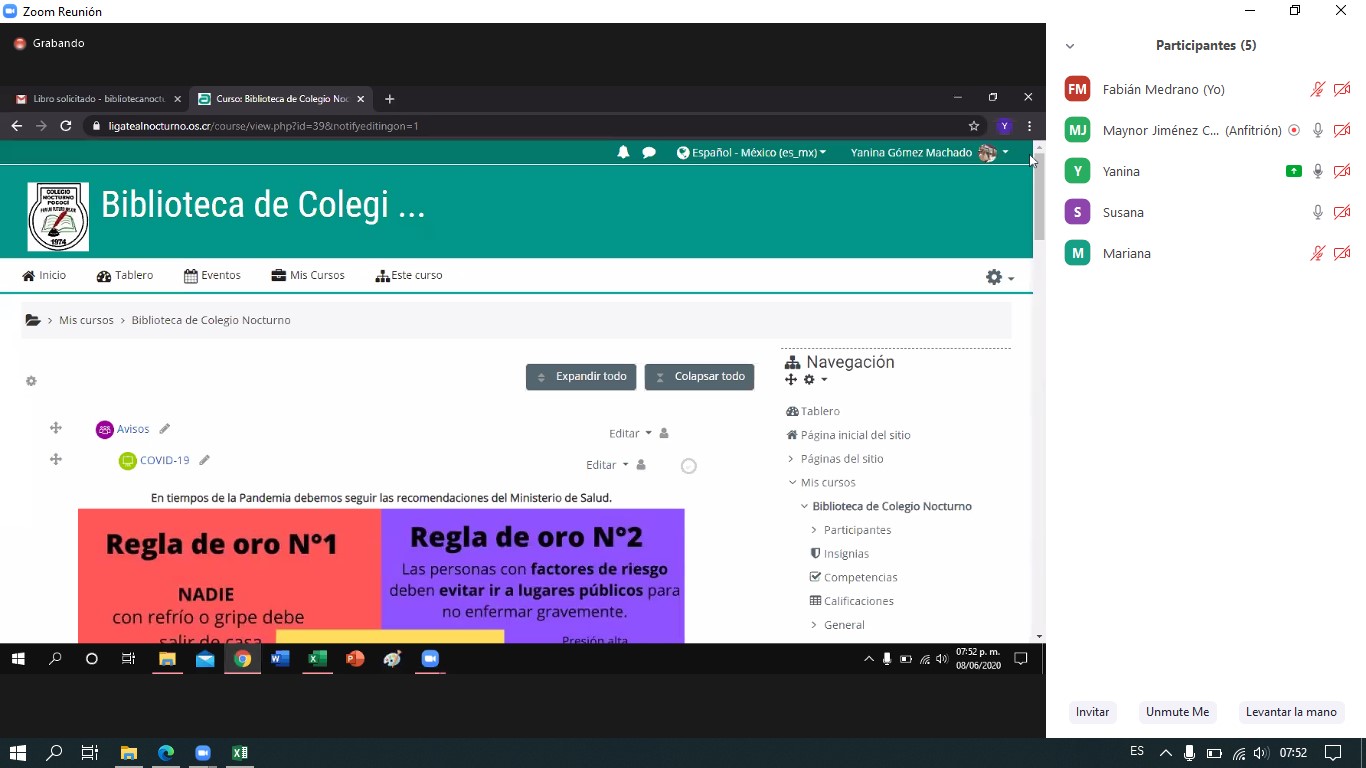 Zoom Reunión
Grabando
Libro solicitado - bibliotecanoctu
Curso: Biblioteca de Colegio Noc
ligatealnocturno.os.cr/course/view.php?id=39&notifyeditingon=1
Y
Español - México (es_mx)
Yanina Gómez Machado
COLEGIO
NOCTURNO
POCOCÍ
1974
Biblioteca de Colegi ...
Inicio
Tablero
Eventos
Mis Cursos
Este curso
Mis cursos
Biblioteca de Colegio Nocturno
Expandir todo
Colapsar todo
Avisos
Editar
COVID-19
Editar
En tiempos de la Pandemia debemos seguir las recomendaciones del Ministerio de Salud.
Regla de oro N°1
NADIE
con refrío o gripe debe
salir de casa
Regla de oro N°2
Las personas con factores de riesgo
deben evitar ir a lugares públicos para
no enfermar gravemente.
Presión alta
Navegación
Tablero
Página inicial del sitio
Páginas del sitio
Mis cursos
Biblioteca de Colegio Nocturno
Participantes
Insignias
Competencias
Calificaciones
General
07:52 p. m.
08/06/2020
Participantes (5)
FM Fabián Medrano (Yo)
MJ Maynor Jiménez C... (Anfitrión)
Y Yanina
S Susana
M Mariana
Invitar
Unmute Me
Levantar la mano
ES
07:52